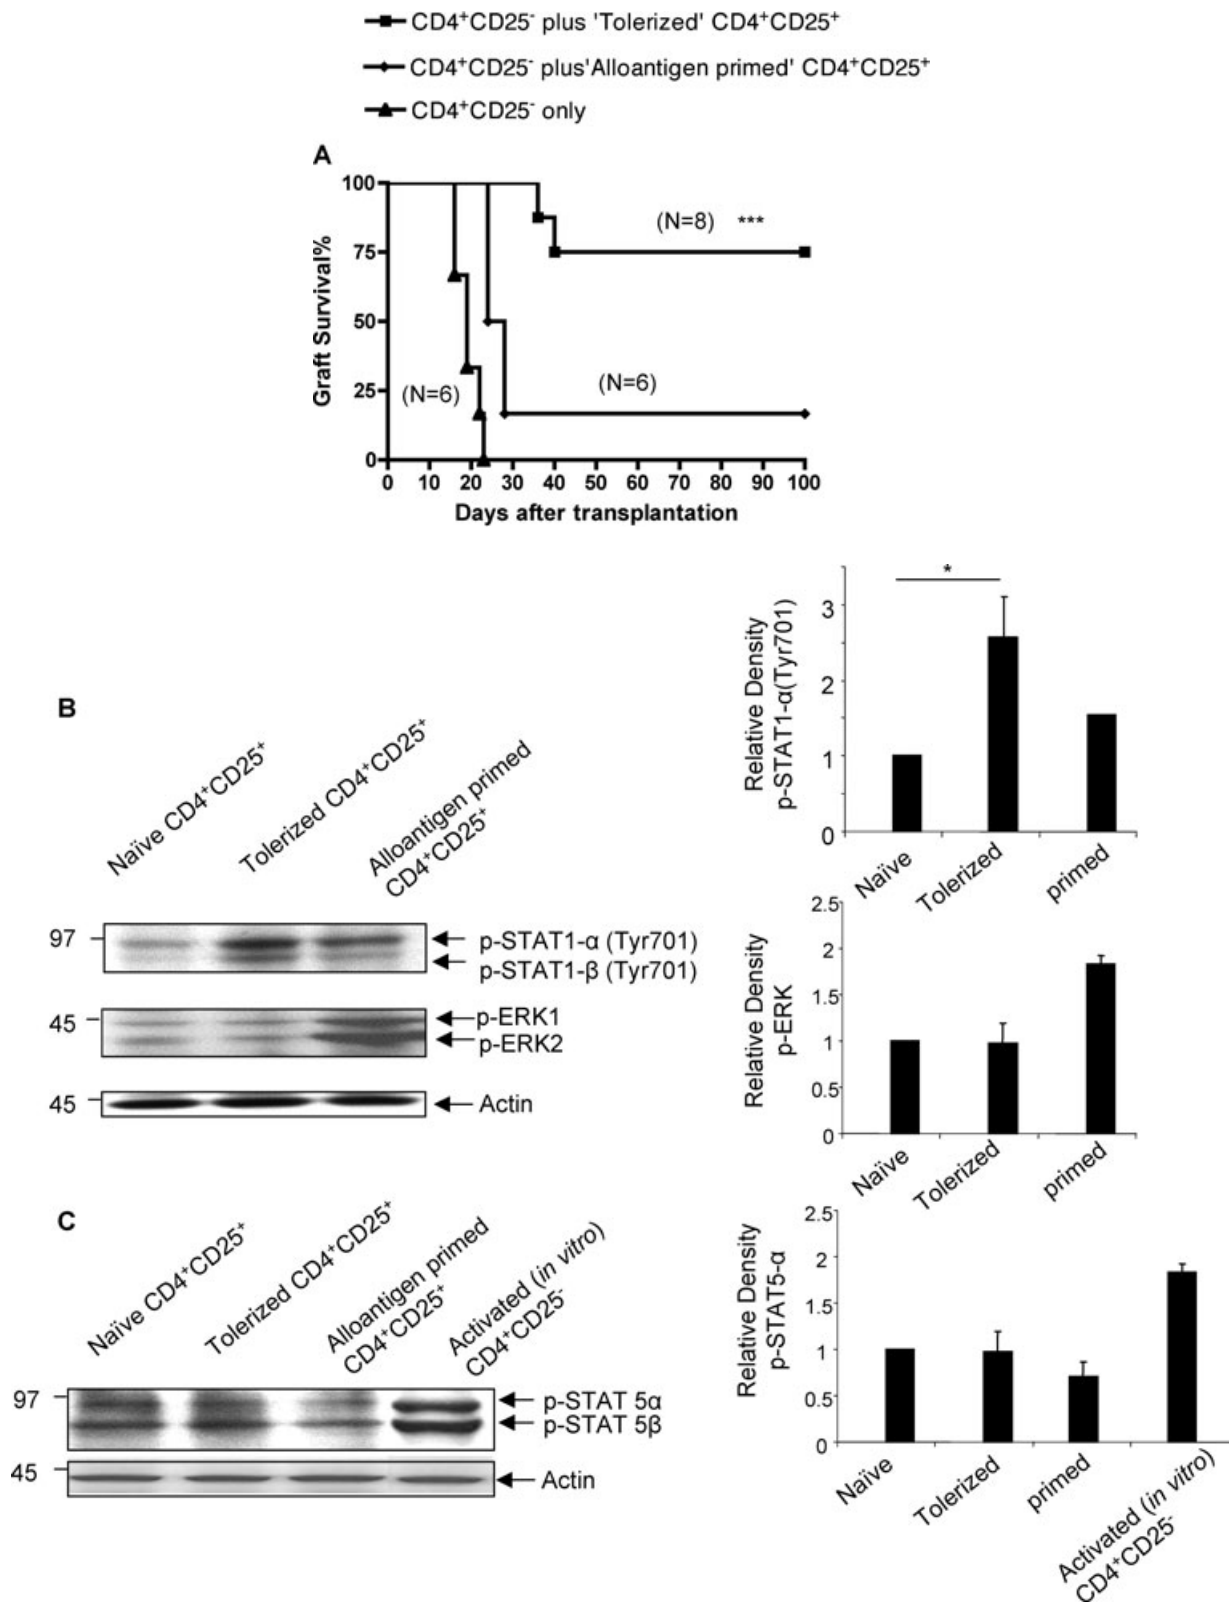 CD4⁺CD25⁻ plus 'Tolerized' CD4⁺CD25⁺
CD4⁺CD25⁻ plus'Alloantigen primed' CD4⁺CD25⁺
CD4⁺CD25⁻ only
A
Graft Survival%
100
75
50
25
0
(N=8) ***
(N=6)
(N=6)
0 10 20 30 40 50 60 70 80 90 100
Days after transplantation
B
Naïve CD4⁺CD25⁺
Tolerized CD4⁺CD25⁺
Alloantigen primed
CD4⁺CD25⁺
97
p-STAT1-α (Tyr701)
p-STAT1-β (Tyr701)
45
p-ERK1
p-ERK2
45
Actin
Relative Density
p-STAT1-α(Tyr701)
*
3
2
1
0
Naïve
Tolerized
primed
Relative Density
p-ERK
2.5
2
1.5
1
0.5
0
Naïve
Tolerized
primed
C
Naïve CD4⁺CD25⁺
Tolerized CD4⁺CD25⁺
Alloantigen primed
CD4⁺CD25⁺
Activated (in vitro)
CD4⁺CD25⁻
97
p-STAT 5α
p-STAT 5β
45
Actin
Relative Density
p-STAT5-α
2.5
2
1.5
1
0.5
0
Naïve
Tolerized
primed
Activated (in vitro)
CD4⁺CD25⁻